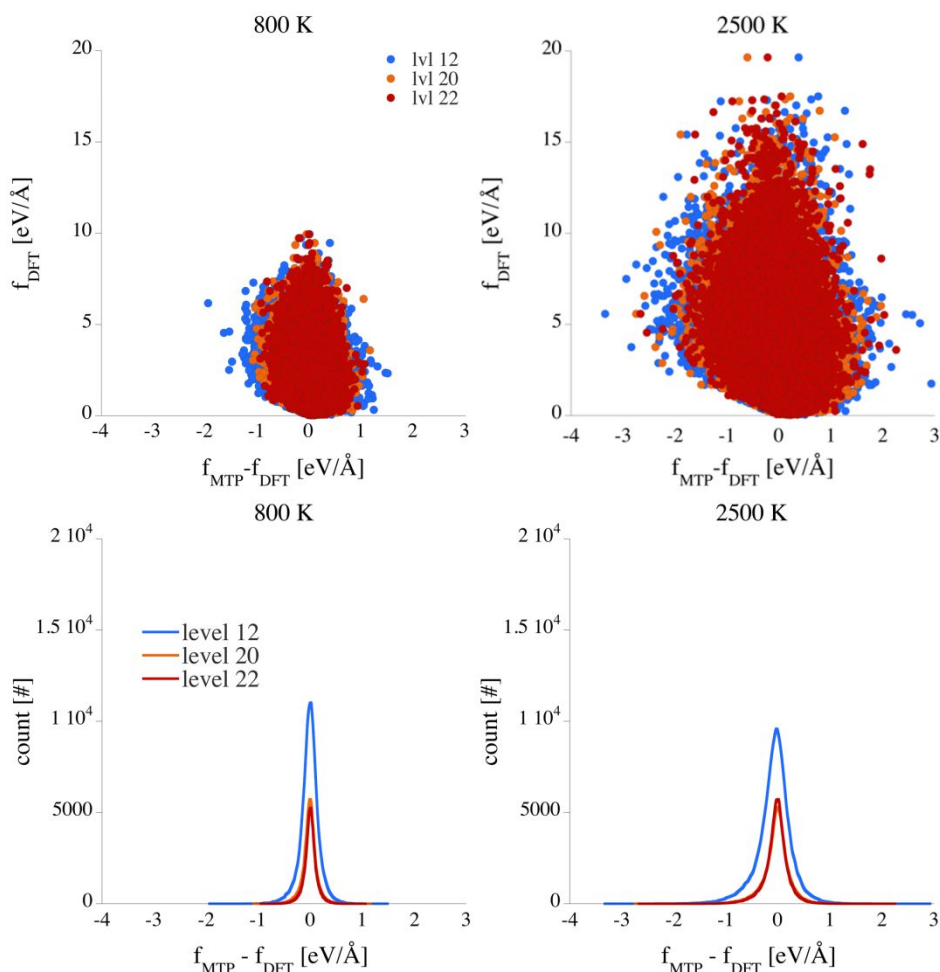 800 K
20
15
10
5
0
f_DFT [eV/Å]
lvl 12
lvl 20
lvl 22
-4 -3 -2 -1 0 1 2 3
f_MTP-f_DFT [eV/Å]
2500 K
20
15
10
5
0
f_DFT [eV/Å]
-4 -3 -2 -1 0 1 2 3
f_MTP-f_DFT [eV/Å]
800 K
2 10^4
1.5 10^4
1 10^4
5000
0
count [#]
level 12
level 20
level 22
-4 -3 -2 -1 0 1 2 3
f_MTP - f_DFT [eV/Å]
2500 K
2 10^4
1.5 10^4
1 10^4
5000
0
count [#]
-4 -3 -2 -1 0 1 2 3
f_MTP - f_DFT [eV/Å]